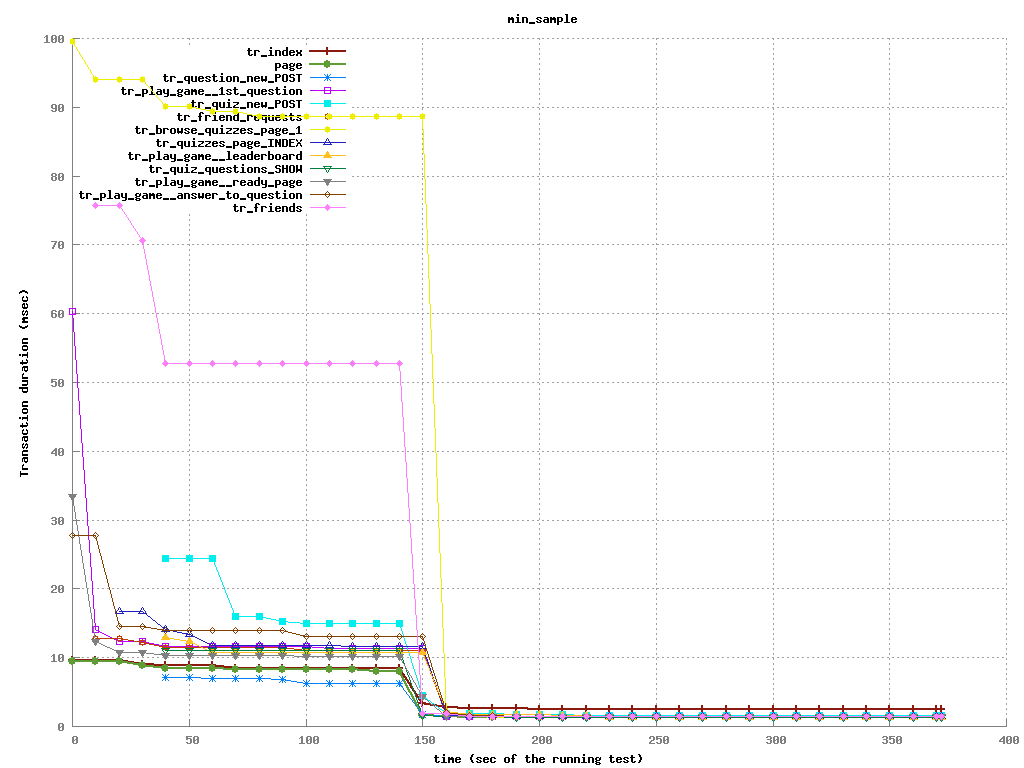 min_sample
100
90
80
70
60
50
40
30
20
10
0
Transaction duration (msec)
tr_index
page
tr_question_new_POST
tr_play_game__1st_question
tr_quiz_new_POST
tr_friend_requests
tr_browse_quizzes_page_1
tr_quizzes_page_INDEX
tr_play_game__leaderboard
tr_quiz_questions_SHOW
tr_play_game__ready_page
tr_play_game__answer_to_question
tr_friends
0 50 100 150 200 250 300 350 400
time (sec of the running test)